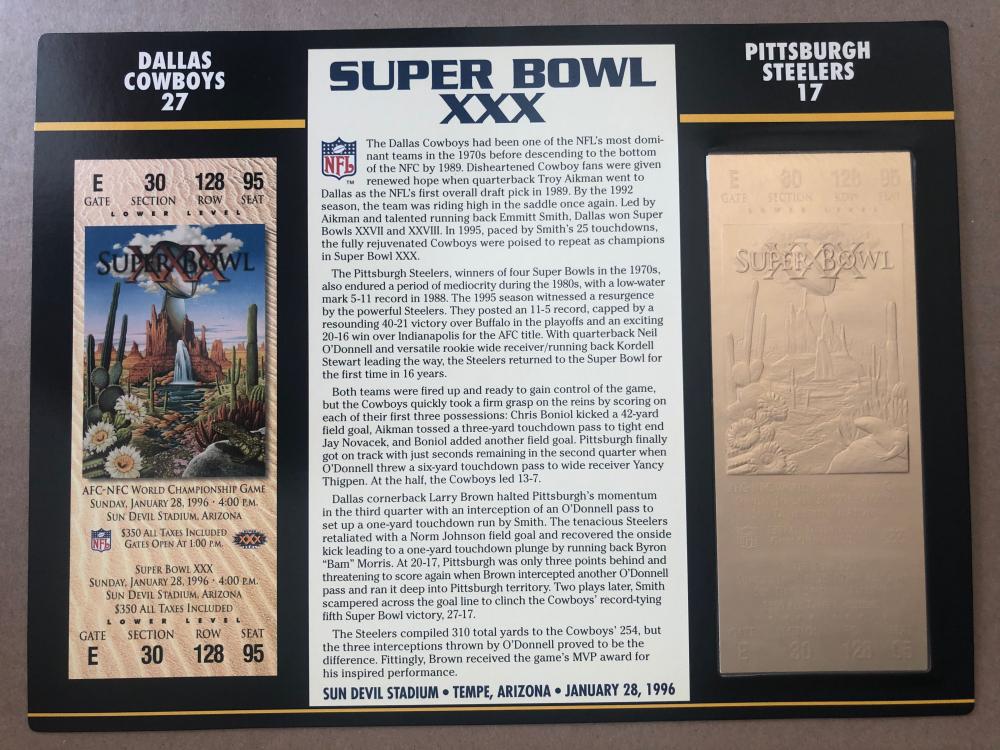 DALLAS
COWBOYS
27
E 30 128 95
GATE SECTION ROW SEAT
LOWER LEVEL
XXX
SUPER BOWL
AFC-NFC WORLD CHAMPIONSHIP GAME
SUNDAY, JANUARY 28, 1996 · 4:00 P.M.
SUN DEVIL STADIUM, ARIZONA
NFL
$350 ALL TAXES INCLUDED
GATES OPEN AT 1:00 P.M.
XXX
SUPER BOWL XXX
SUNDAY, JANUARY 28, 1996 · 4:00 P.M.
SUN DEVIL STADIUM, ARIZONA
$350 ALL TAXES INCLUDED
LOWER LEVEL
GATE SECTION ROW SEAT
E 30 128 95
SUPER BOWL
XXX
NFL
TM
The Dallas Cowboys had been one of the NFL's most domi-
nant teams in the 1970s before descending to the bottom
of the NFC by 1989. Disheartened Cowboy fans were given
renewed hope when quarterback Troy Aikman went to
Dallas as the NFL's first overall draft pick in 1989. By the 1992
season, the team was riding high in the saddle once again. Led by
Aikman and talented running back Emmitt Smith, Dallas won Super
Bowls XXVII and XXVIII. In 1995, paced by Smith's 25 touchdowns,
the fully rejuvenated Cowboys were poised to repeat as champions
in Super Bowl XXX.
The Pittsburgh Steelers, winners of four Super Bowls in the 1970s,
also endured a period of mediocrity during the 1980s, with a low-water
mark 5-11 record in 1988. The 1995 season witnessed a resurgence
by the powerful Steelers. They posted an 11-5 record, capped by a
resounding 40-21 victory over Buffalo in the playoffs and an exciting
20-16 win over Indianapolis for the AFC title. With quarterback Neil
O'Donnell and versatile rookie wide receiver/running back Kordell
Stewart leading the way, the Steelers returned to the Super Bowl for
the first time in 16 years.
Both teams were fired up and ready to gain control of the game,
but the Cowboys quickly took a firm grasp on the reins by scoring on
each of their first three possessions: Chris Boniol kicked a 42-yard
field goal, Aikman tossed a three-yard touchdown pass to tight end
Jay Novacek, and Boniol added another field goal. Pittsburgh finally
got on track with just seconds remaining in the second quarter when
O'Donnell threw a six-yard touchdown pass to wide receiver Yancy
Thigpen. At the half, the Cowboys led 13-7.
Dallas cornerback Larry Brown halted Pittsburgh's momentum
in the third quarter with an interception of an O'Donnell pass to
set up a one-yard touchdown run by Smith. The tenacious Steelers
retaliated with a Norm Johnson field goal and recovered the onside
kick leading to a one-yard touchdown plunge by running back Byron
"Bam" Morris. At 20-17, Pittsburgh was only three points behind and
threatening to score again when Brown intercepted another O'Donnell
pass and ran it deep into Pittsburgh territory. Two plays later, Smith
scampered across the goal line to clinch the Cowboys' record-tying
fifth Super Bowl victory, 27-17.
The Steelers compiled 310 total yards to the Cowboys' 254, but
the three interceptions thrown by O'Donnell proved to be the
difference. Fittingly, Brown received the game's MVP award for
his inspired performance.
SUN DEVIL STADIUM • TEMPE, ARIZONA • JANUARY 28, 1996
PITTSBURGH
STEELERS
17
E 30 128 95
GATE SECTION ROW SEAT
LOWER LEVEL
XXX
SUPER BOWL
E 30 128 95